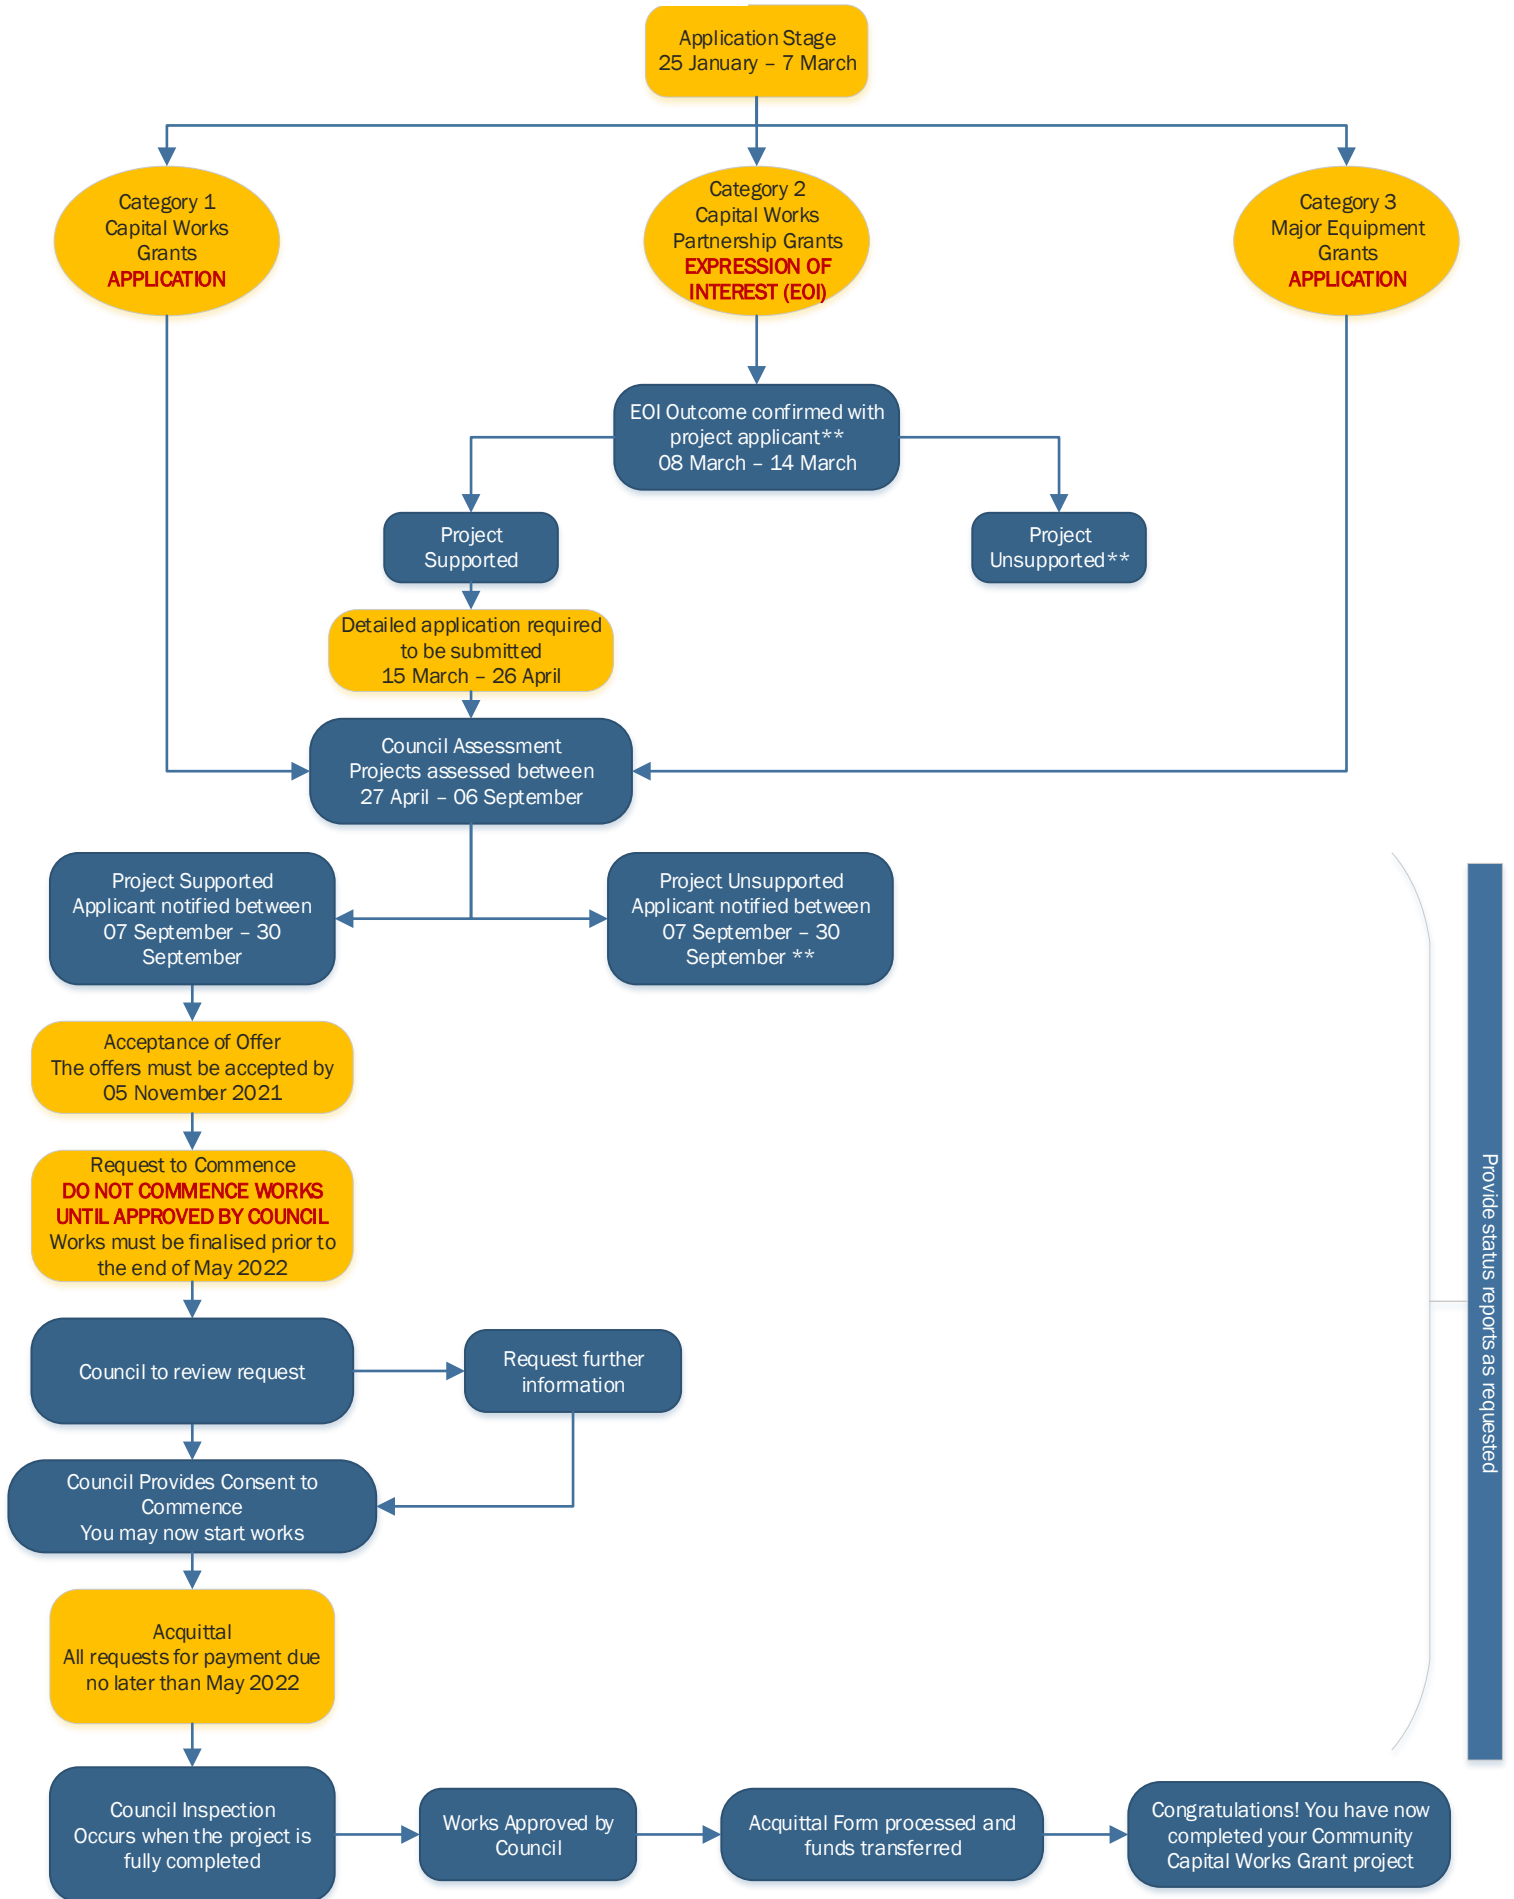 Application Stage
25 January – 7 March
Category 1
Capital Works
Grants
APPLICATION
Category 2
Capital Works
Partnership Grants
EXPRESSION OF
INTEREST (EOI)
Category 3
Major Equipment
Grants
APPLICATION
EOI Outcome confirmed with
project applicant**
08 March – 14 March
Project
Supported
Project
Unsupported**
Detailed application required
to be submitted
15 March – 26 April
Council Assessment
Projects assessed between
27 April – 06 September
Project Supported
Applicant notified between
07 September – 30
September
Project Unsupported
Applicant notified between
07 September – 30
September **
Acceptance of Offer
The offers must be accepted by
05 November 2021
Request to Commence
DO NOT COMMENCE WORKS
UNTIL APPROVED BY COUNCIL
Works must be finalised prior to
the end of May 2022
Council to review request
Request further
information
Council Provides Consent to
Commence
You may now start works
Acquittal
All requests for payment due
no later than May 2022
Council Inspection
Occurs when the project is
fully completed
Works Approved by
Council
Acquittal Form processed and
funds transferred
Congratulations! You have now
completed your Community
Capital Works Grant project
Provide status reports as requested